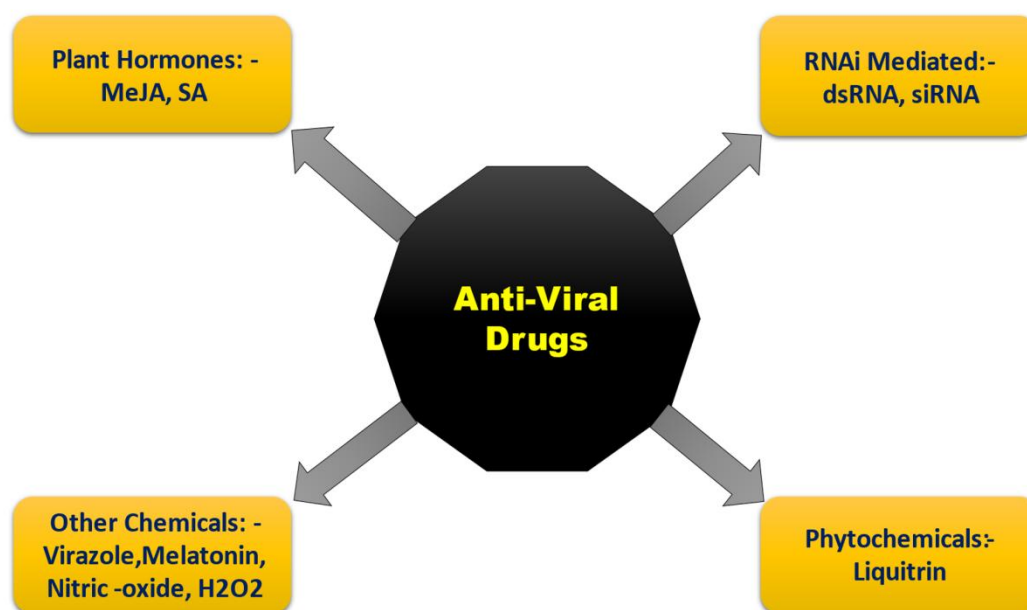 Plant Hormones: -
MeJA, SA
RNAi Mediated:-
dsRNA, siRNA
Anti-Viral
Drugs
Other Chemicals: -
Virazole,Melatonin,
Nitric -oxide, H2O2
Phytochemicals:-
Liquitrin